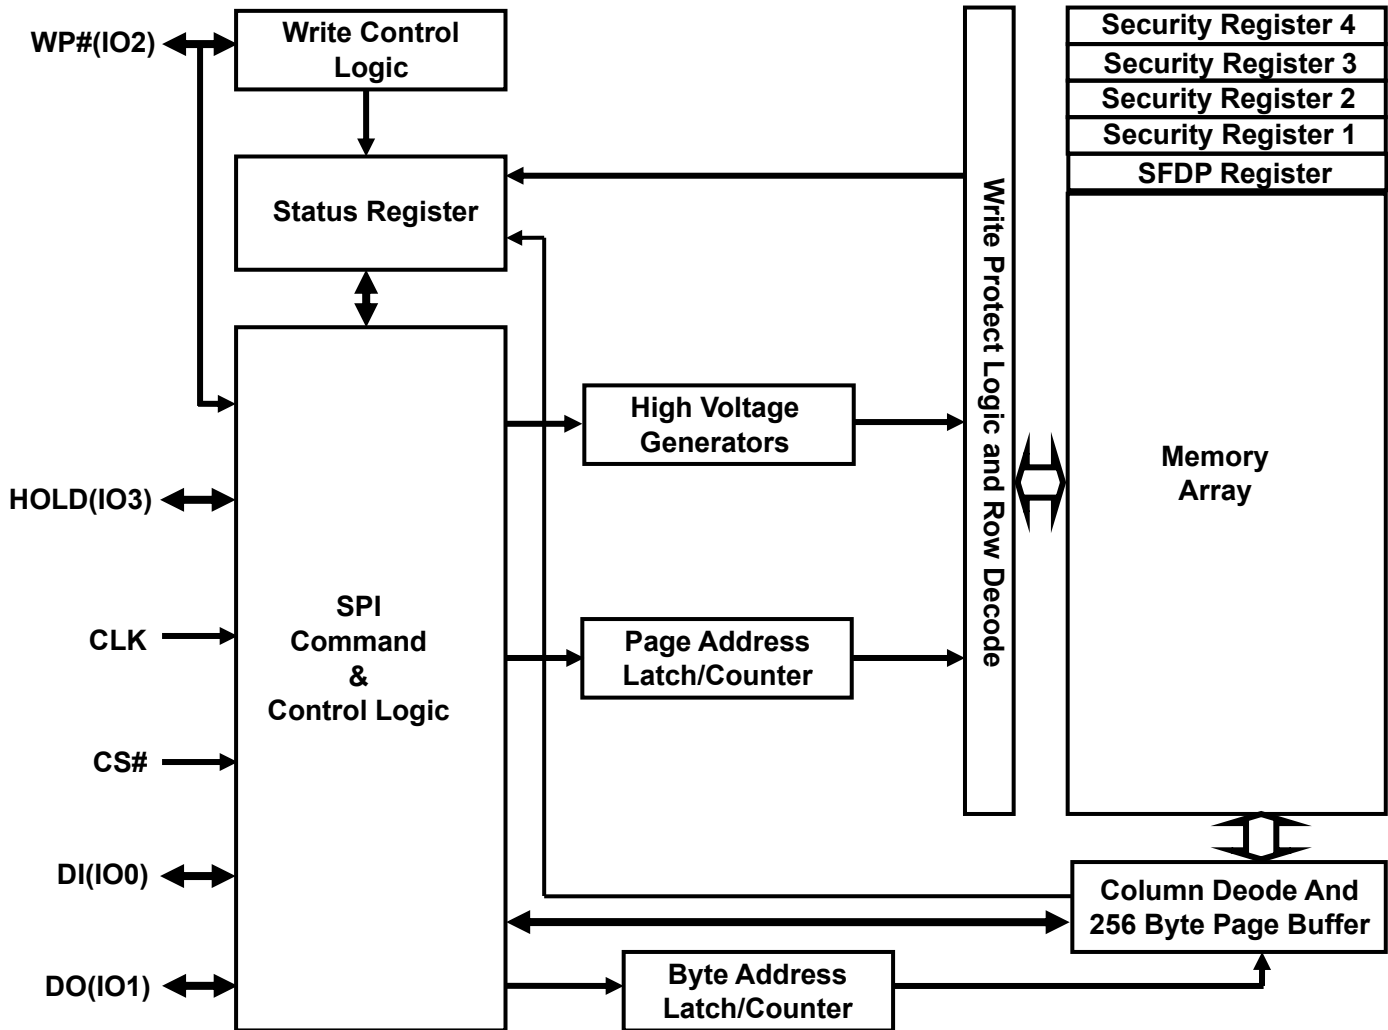 WP#(IO2)
Write Control
Logic
Security Register 4
Security Register 3
Security Register 2
Security Register 1
SFDP Register
Status Register
Write Protect Logic and Row Decode
High Voltage
Generators
Memory
Array
HOLD(IO3)
SPI
Command
&
Control Logic
CLK
Page Address
Latch/Counter
CS#
DI(IO0)
Column Deode And
256 Byte Page Buffer
DO(IO1)
Byte Address
Latch/Counter